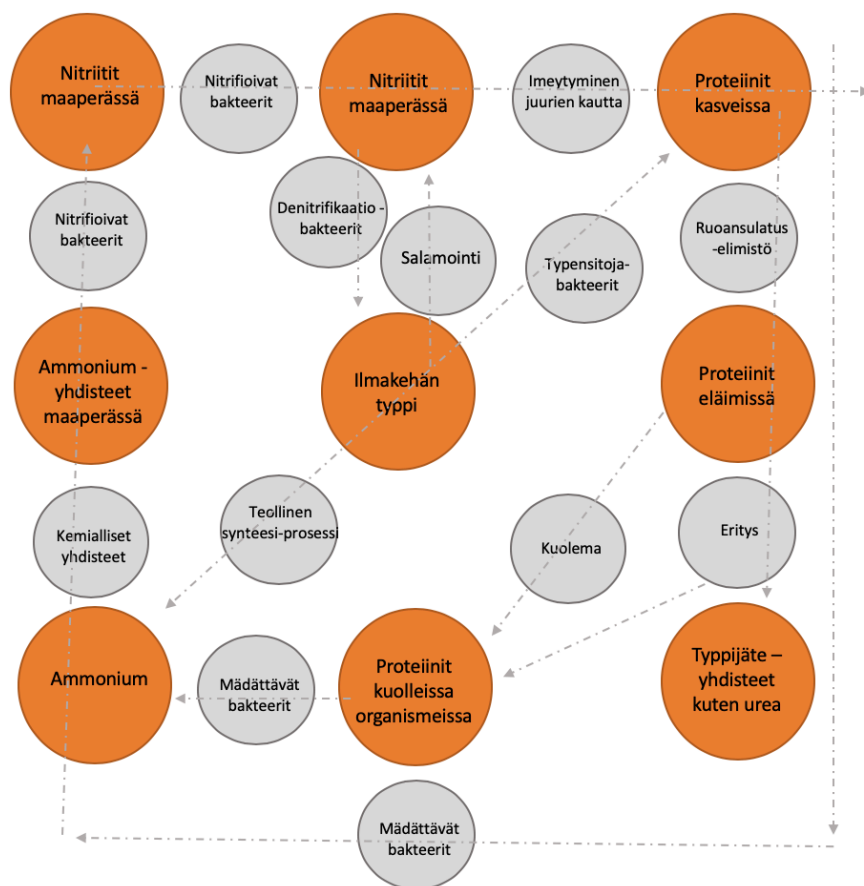 Nitriitit
maaperässä
Nitrifioivat
bakteerit
Nitriitit
maaperässä
Imeytyminen
juurien kautta
Proteiinit
kasveissa
Nitrifioivat
bakteerit
Denitrifikaatio -
bakteerit
Salamointi
Typensitoja-
bakteerit
Ruoansulatus
-elimistö
Ammonium -
yhdisteet
maaperässä
Ilmakehän
typpi
Proteiinit
eläimissä
Kemialliset
yhdisteet
Teollinen
synteesi-prosessi
Kuolema
Eritys
Ammonium
Mädättävät
bakteerit
Proteiinit
kuolleissa
organismeissa
Typpijäte –
yhdisteet
kuten urea
Mädättävät
bakteerit